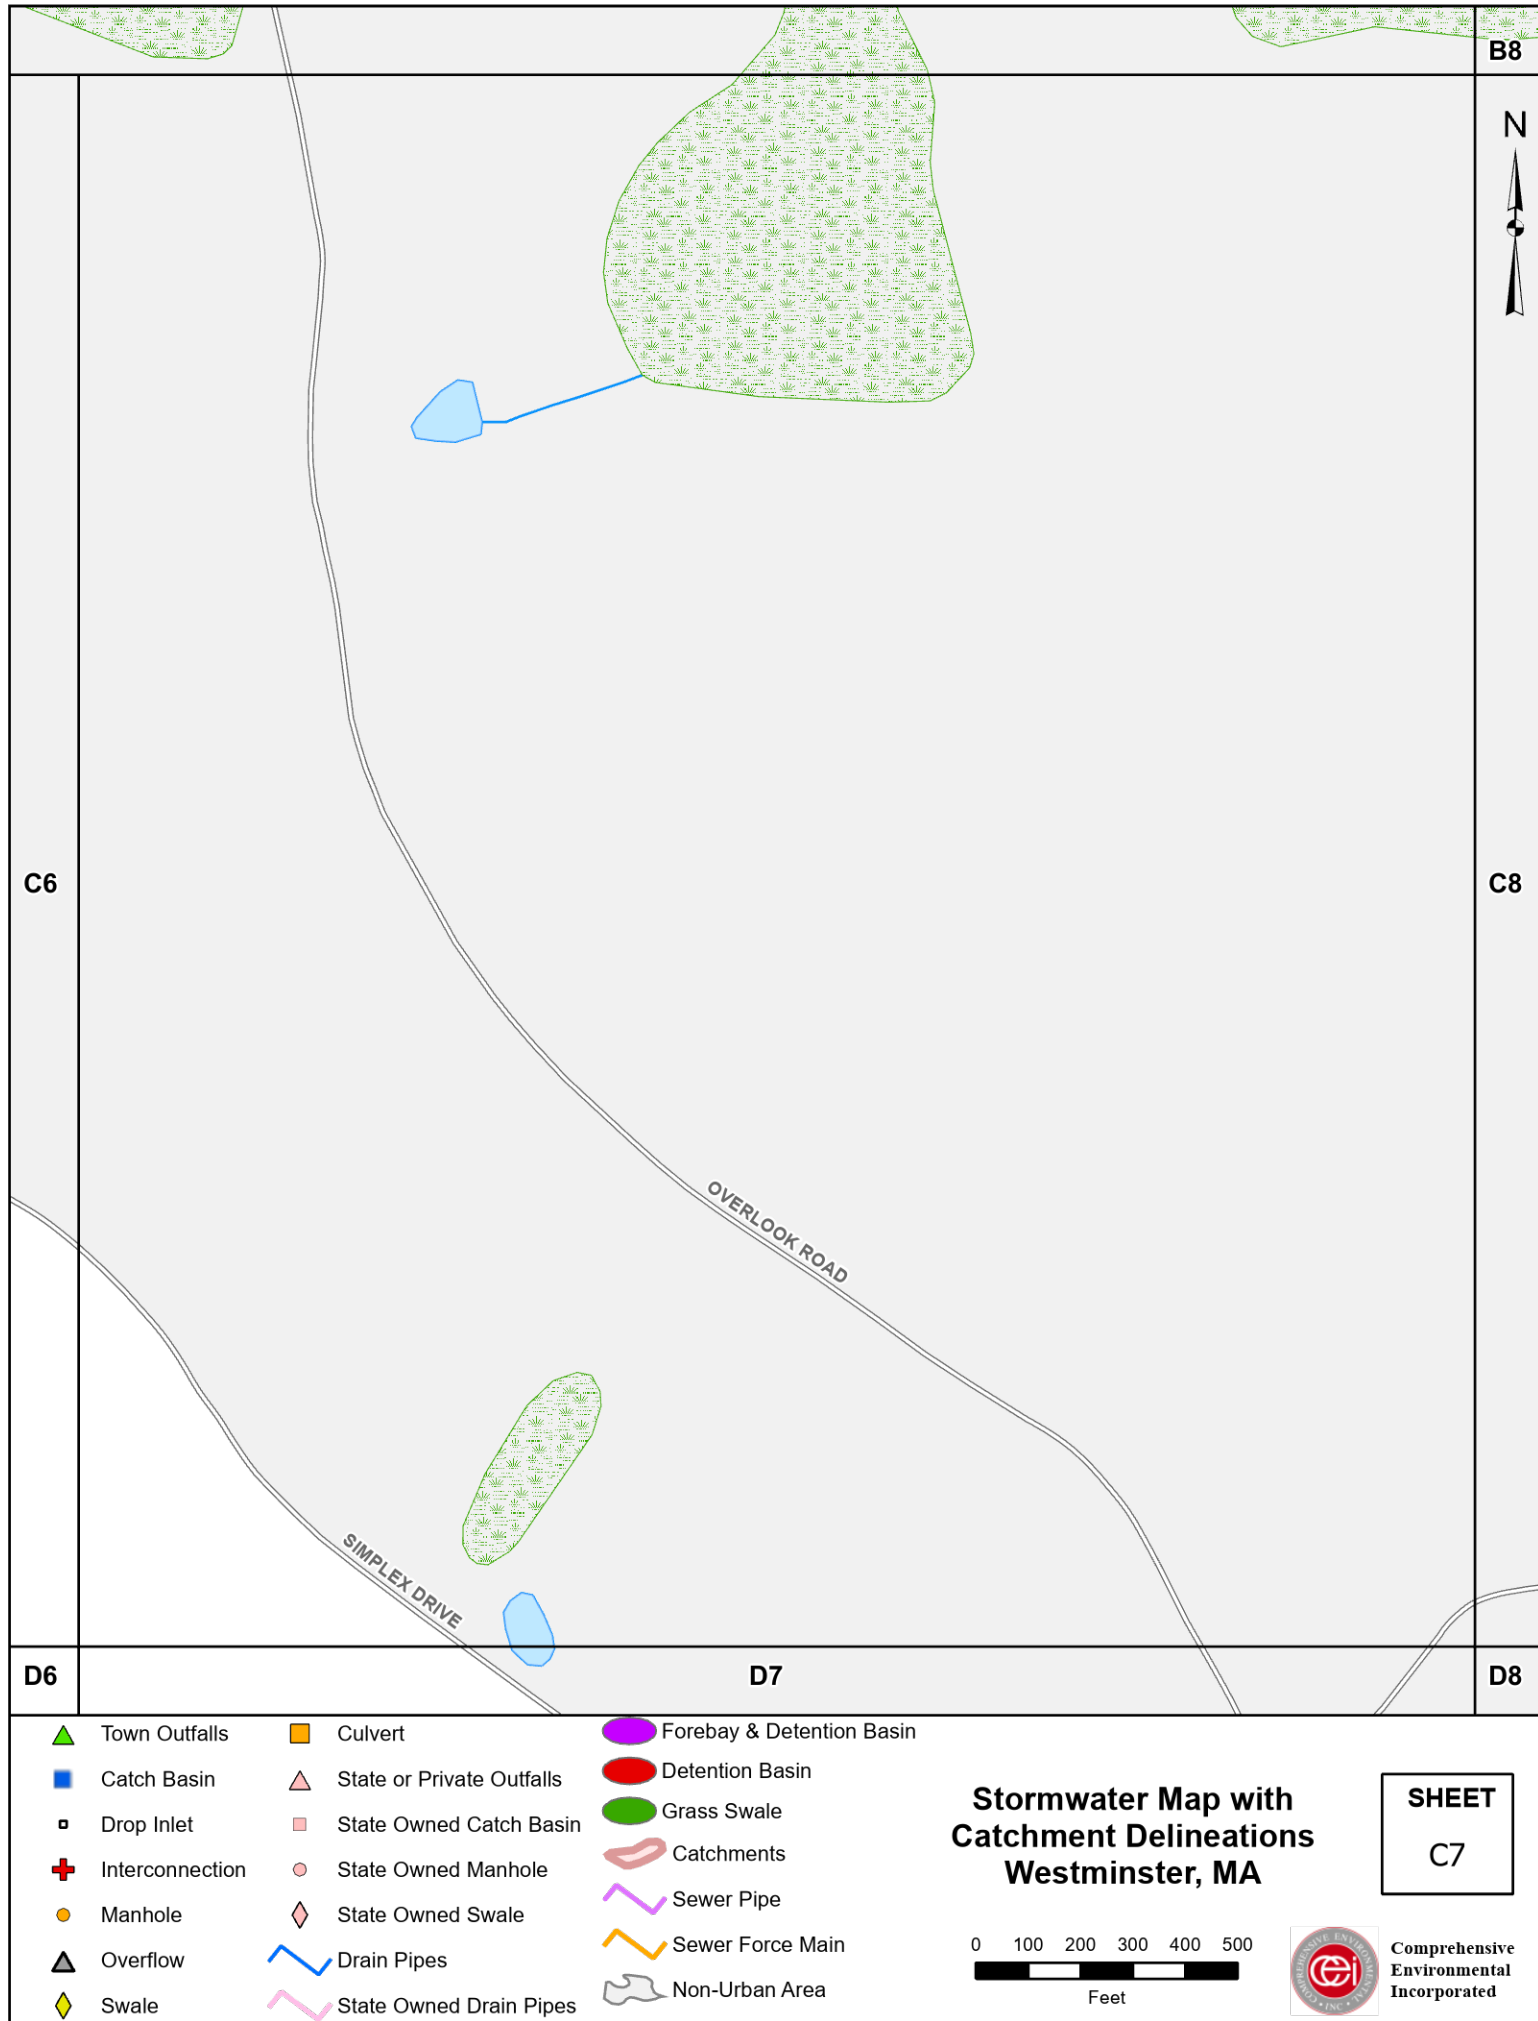 B8
N
C6
C8
OVERLOOK ROAD
SIMPLEX DRIVE
D6
D7
D8
Town Outfalls
Catch Basin
Drop Inlet
Interconnection
Manhole
Overflow
Swale
Culvert
State or Private Outfalls
State Owned Catch Basin
State Owned Manhole
State Owned Swale
Drain Pipes
State Owned Drain Pipes
Forebay & Detention Basin
Detention Basin
Grass Swale
Catchments
Sewer Pipe
Sewer Force Main
Non-Urban Area
Stormwater Map with
Catchment Delineations
Westminster, MA
SHEET
C7
0 100 200 300 400 500
Feet
COMPREHENSIVE ENVIRONMENTAL
• INC •
cei
Comprehensive
Environmental
Incorporated